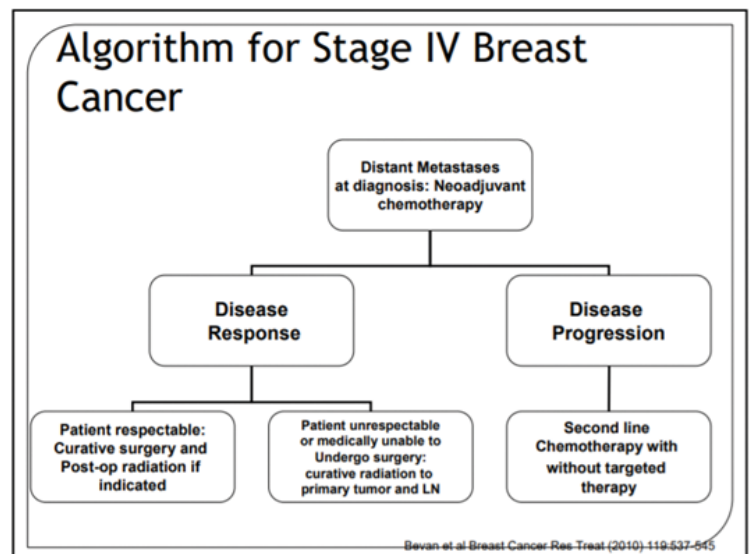 Algorithm for Stage IV Breast
Cancer
Distant Metastases
at diagnosis: Neoadjuvant
chemotherapy
Disease
Response
Disease
Progression
Patient respectable:
Curative surgery and
Post-op radiation if
indicated
Patient unrespectable
or medically unable to
Undergo surgery:
curative radiation to
primary tumor and LN
Second line
Chemotherapy with
without targeted
therapy
Bevan et al Breast Cancer Res Treat (2010) 119:537-545